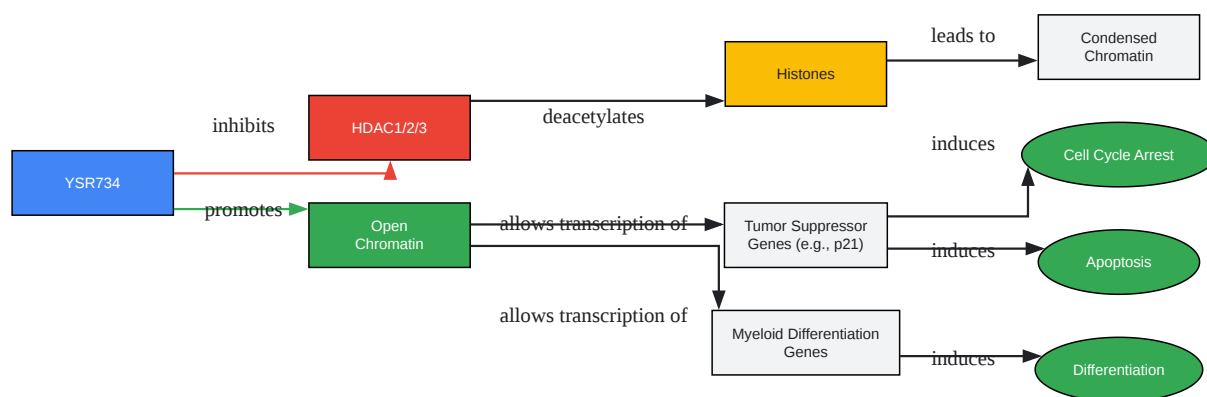 leads to
Condensed
Chromatin
Histones
inhibits
HDAC1/2/3
deacetylates
induces
Cell Cycle Arrest
YSR734
promotes
Open
Chromatin
allows transcription of
Tumor Suppressor
Genes (e.g., p21)
induces
Apoptosis
allows transcription of
Myeloid Differentiation
Genes
induces
Differentiation